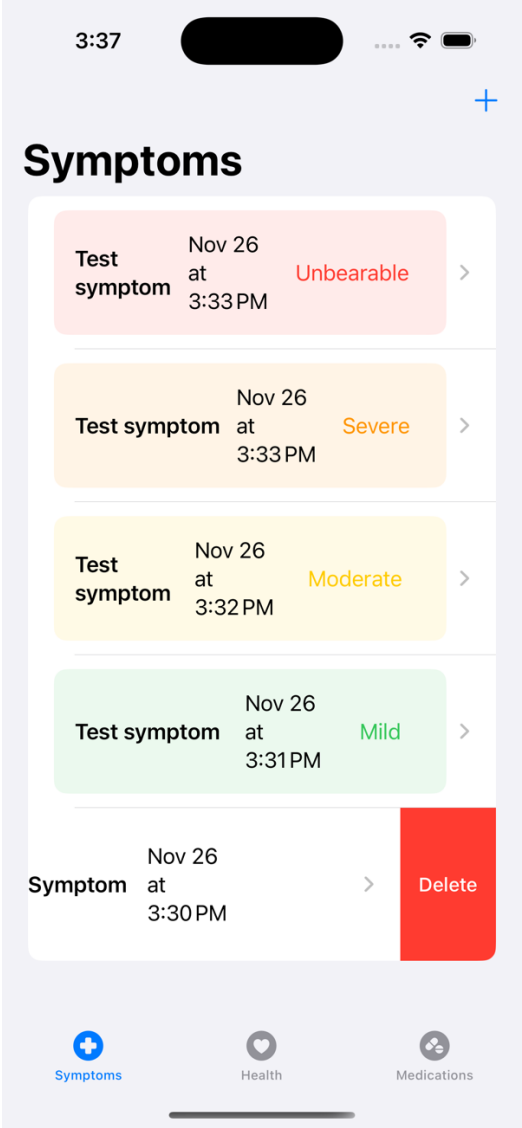 3:37
Symptoms
Test
symptom
Nov 26
at
3:33 PM
Unbearable
Test symptom
Nov 26
at
3:33 PM
Severe
Test
symptom
Nov 26
at
3:32 PM
Moderate
Test symptom
Nov 26
at
3:31 PM
Mild
Symptom
Nov 26
at
3:30 PM
Delete
Symptoms
Health
Medications